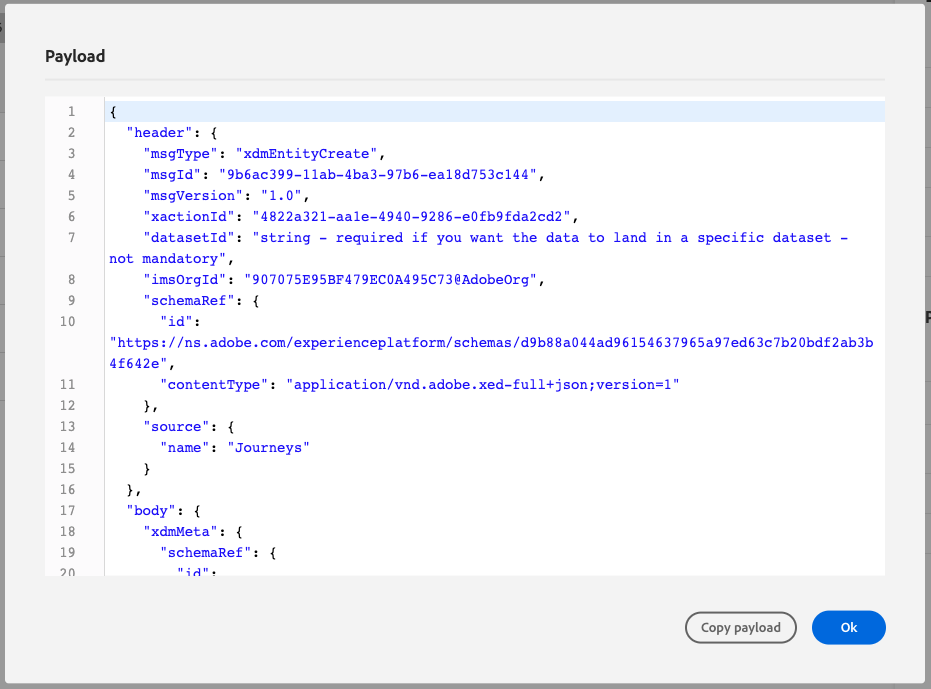 Payload
1 {
2 "header": {
3 "msgType": "xdmEntityCreate",
4 "msgId": "9b6ac399-11ab-4ba3-97b6-ea18d753c144",
5 "msgVersion": "1.0",
6 "xactionId": "4822a321-aa1e-4940-9286-e0fb9fda2cd2",
7 "datasetId": "string - required if you want the data to land in a specific dataset -
not mandatory",
8 "imsOrgId": "907075E95BF479EC0A495C73@AdobeOrg",
9 "schemaRef": {
10 "id":
"https://ns.adobe.com/experienceplatform/schemas/d9b88a044ad96154637965a97ed63c7b20bdf2ab3b
4f642e",
11 "contentType": "application/vnd.adobe.xed-full+json;version=1"
12 },
13 "source": {
14 "name": "Journeys"
15 }
16 },
17 "body": {
18 "xdmMeta": {
19 "schemaRef": {
20 "id":
Copy payload Ok